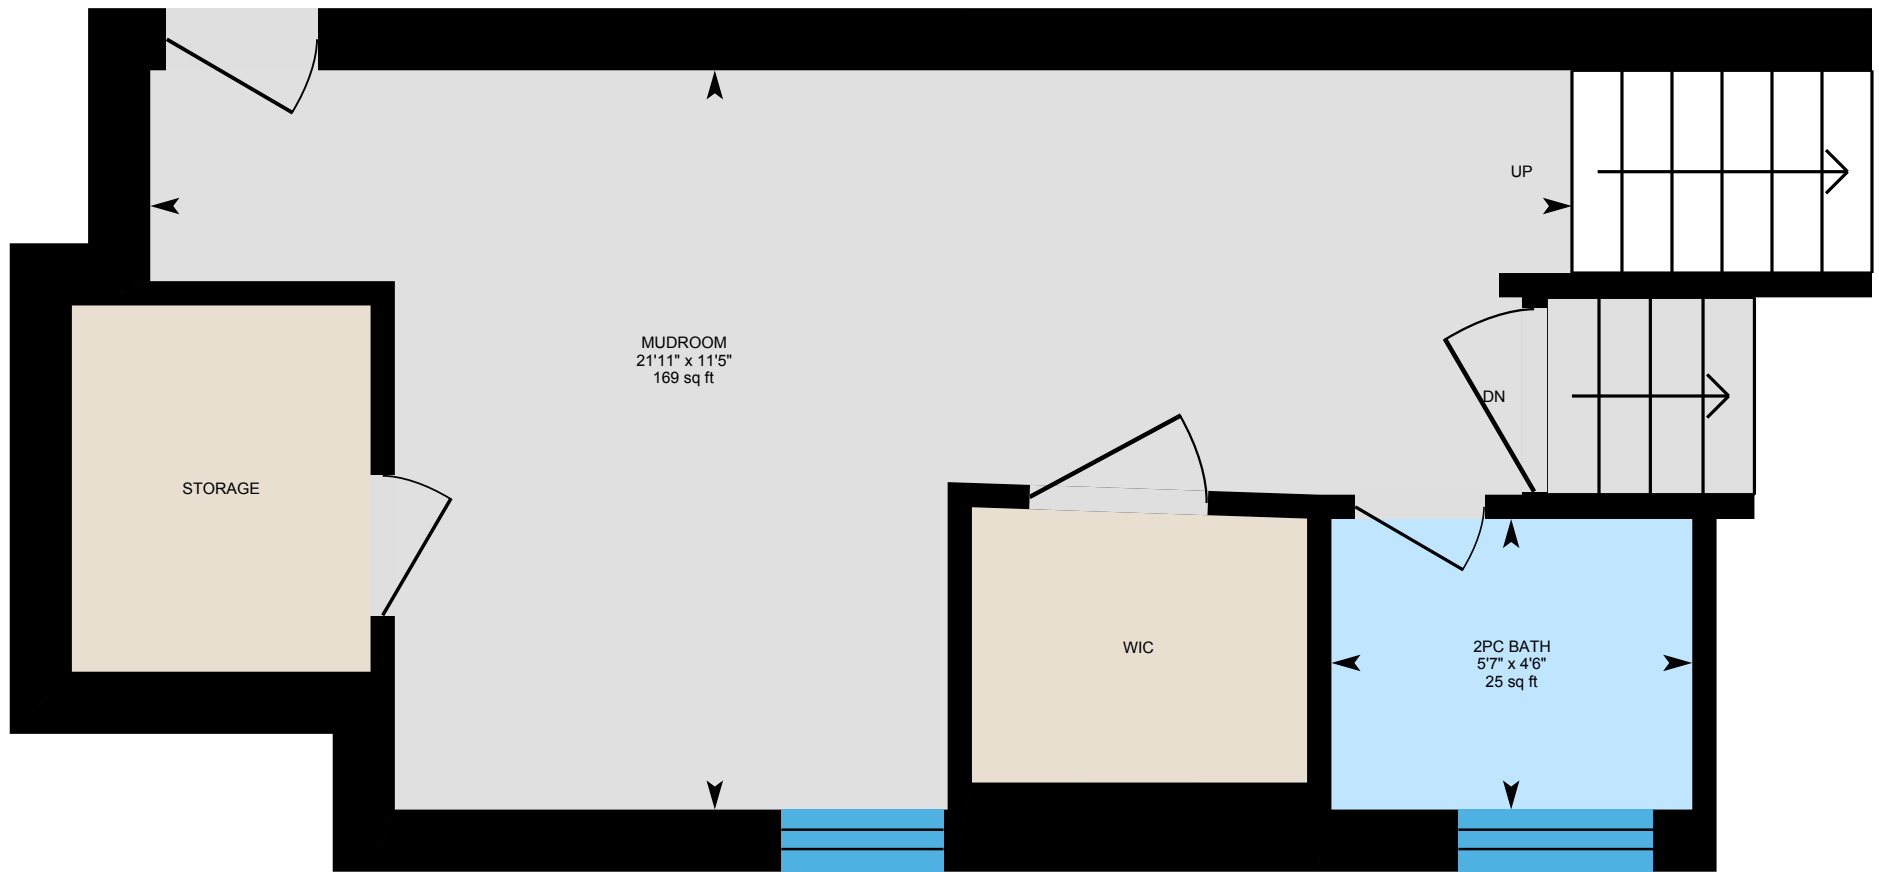 UP
MUDROOM
21'11" x 11'5"
169 sq ft
DN
STORAGE
WIC
2PC BATH
5'7" x 4'6"
25 sq ft